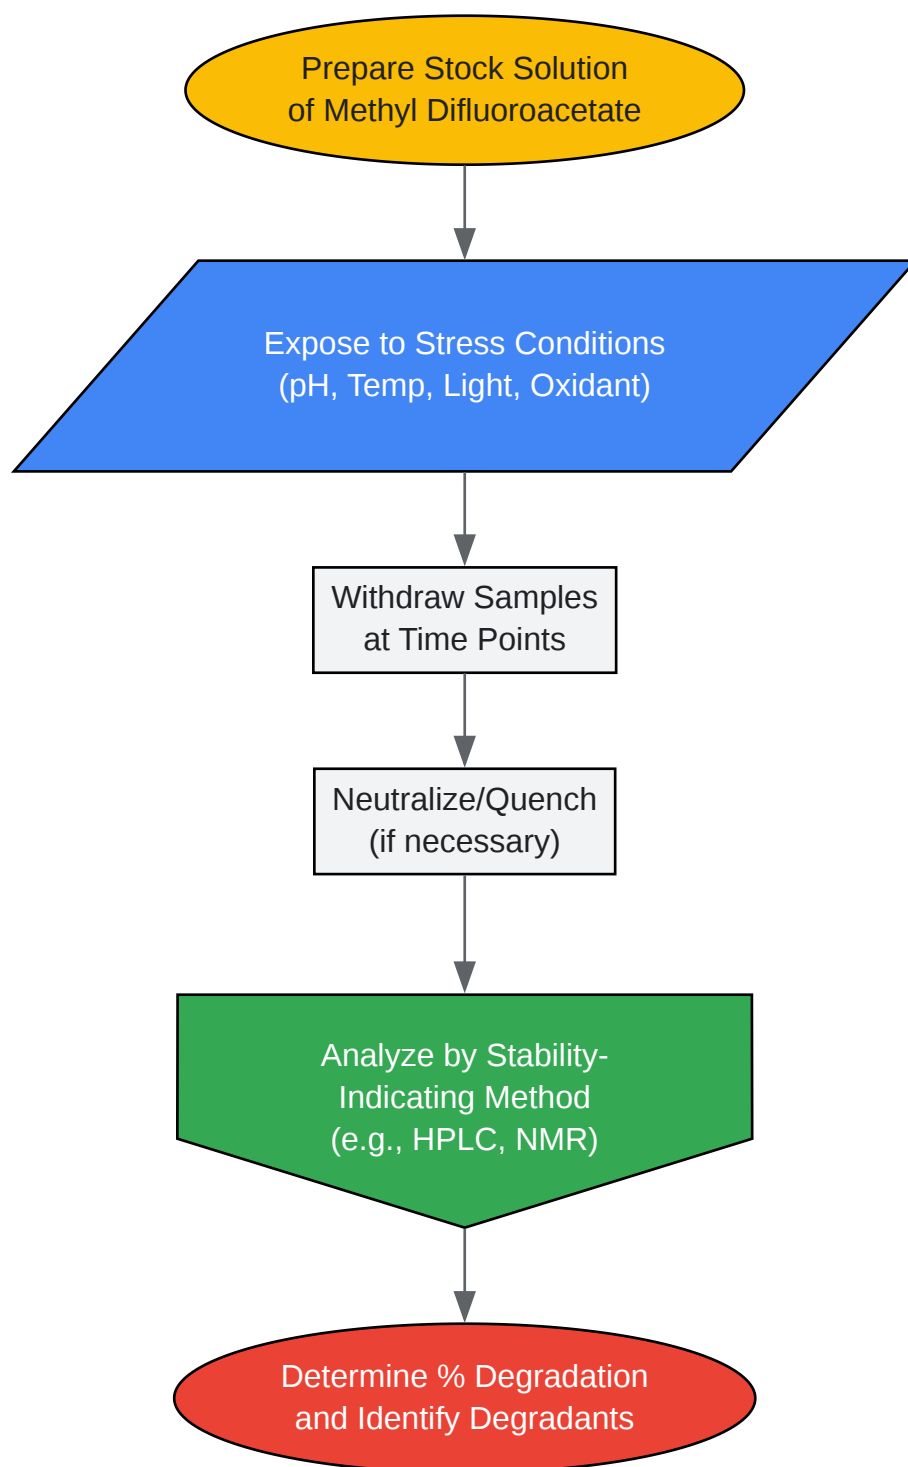 Prepare Stock Solution
of Methyl Difluoroacetate
Expose to Stress Conditions
(pH, Temp, Light, Oxidant)
Withdraw Samples
at Time Points
Neutralize/Quench
(if necessary)
Analyze by Stability-
Indicating Method
(e.g., HPLC, NMR)
Determine % Degradation
and Identify Degradants